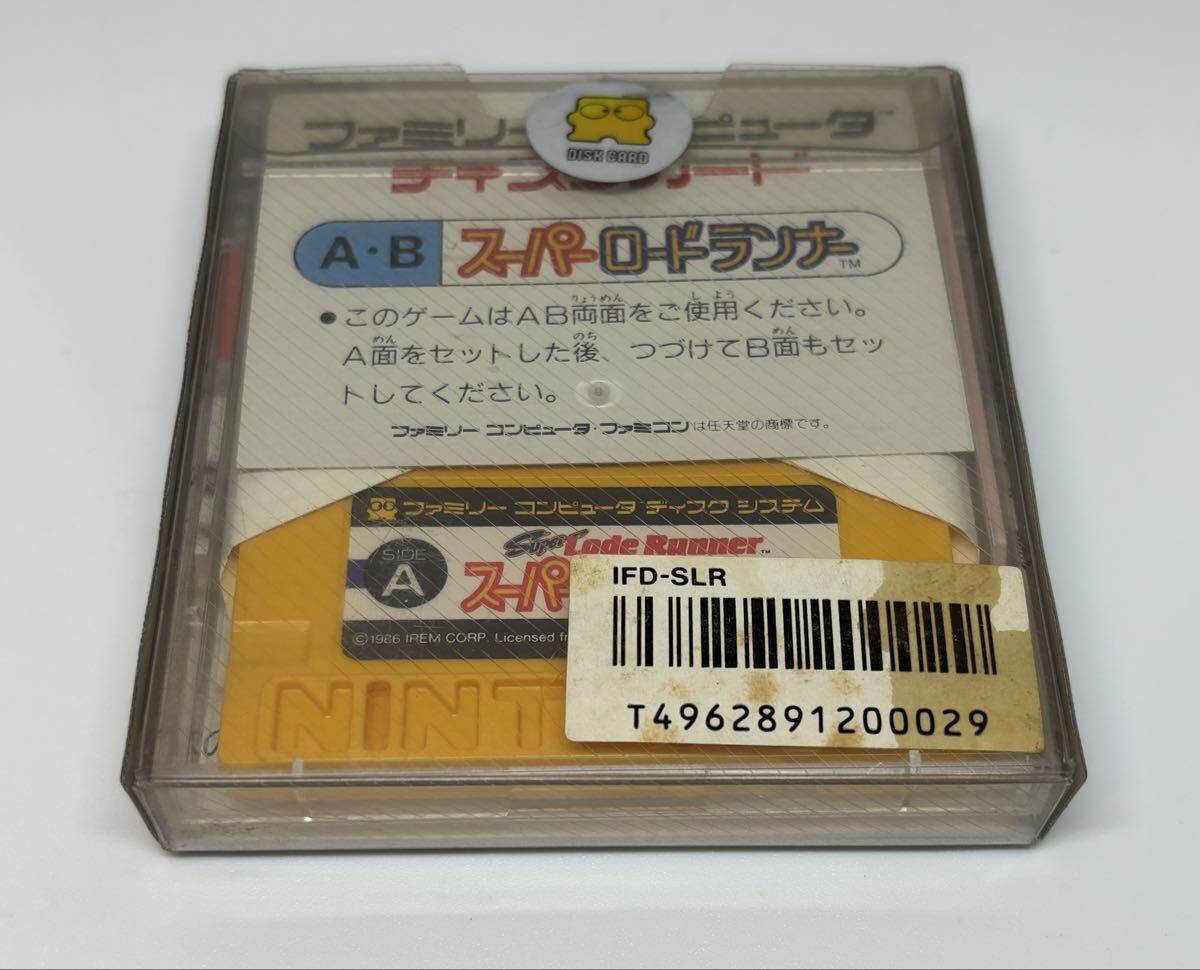 ファミリー コンピュータ™
DISK CARD
ディスクカード
A・B スーパーロードランナー™
●このゲームはAB両面をご使用ください。
A面をセットした後、つづけてB面もセッ
トしてください。
ファミリー コンピュータ・ファミコンは任天堂の商標です。
ファミリー コンピュータ ディスク システム
SIDE A
Super Lode Runner™
スーパー
©1986 IREM CORP. Licensed
NINT
IFD-SLR
T4962891200029